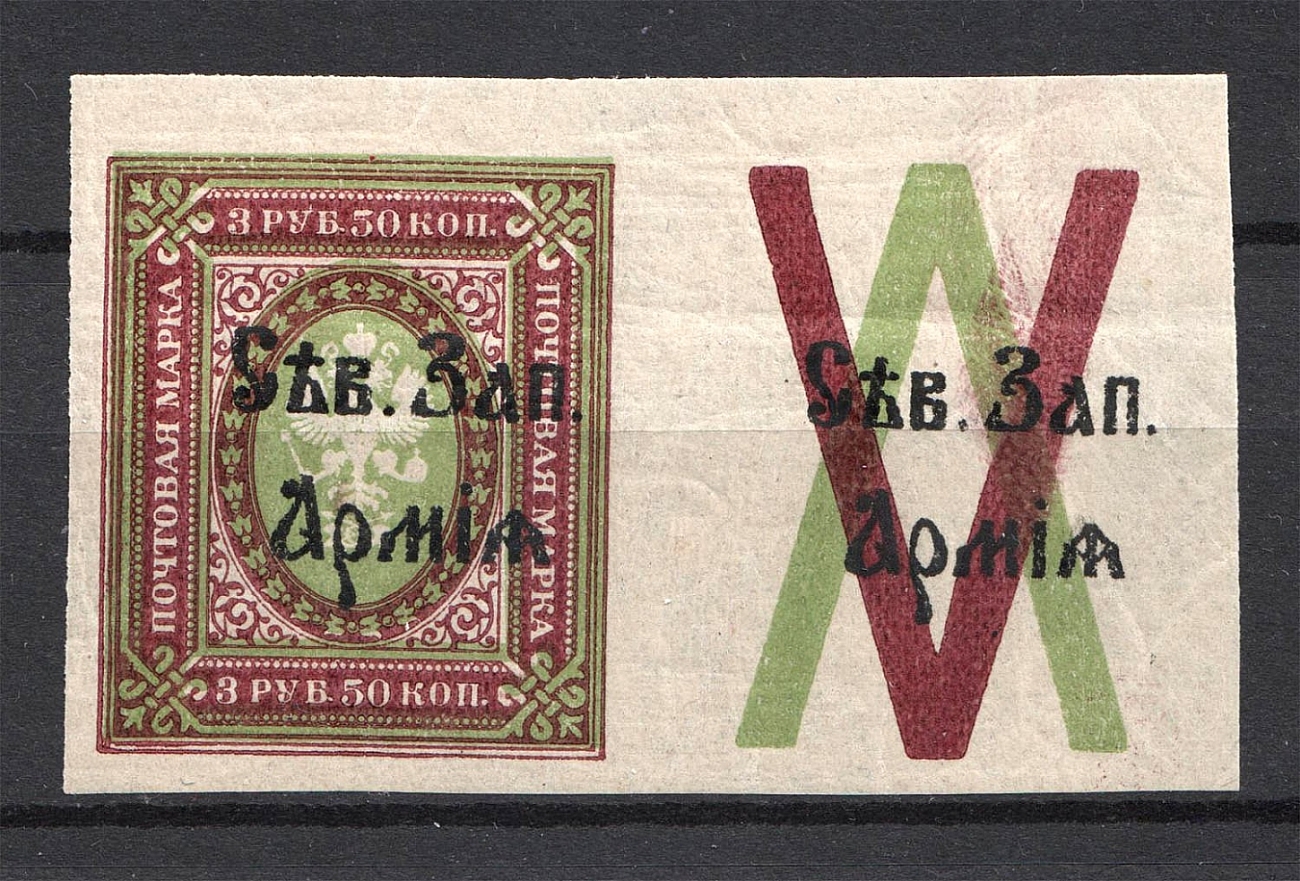 3 РУБ. 50 КОП.
ПОЧТОВАЯ МАРКА
ПОЧТОВАЯ МАРКА
Сѣв. Зап.
Армія
3 РУБ. 50 КОП.
Сѣв. Зап.
Армія